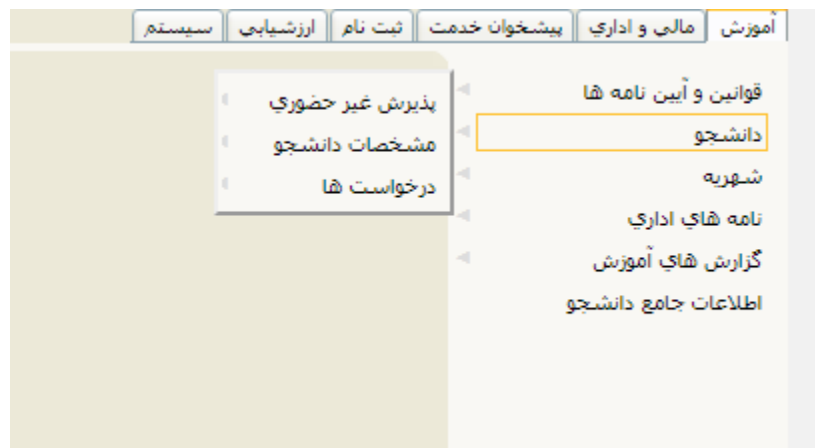 آموزش مالي و اداري پيشخوان خدمت ثبت نام ارزشيابي سيستم
قوانين و آيين نامه ها
دانشجو
شهريه
نامه هاي اداري
گزارش هاي آموزش
اطلاعات جامع دانشجو
پذيرش غير حضوري
مشخصات دانشجو
درخواست ها